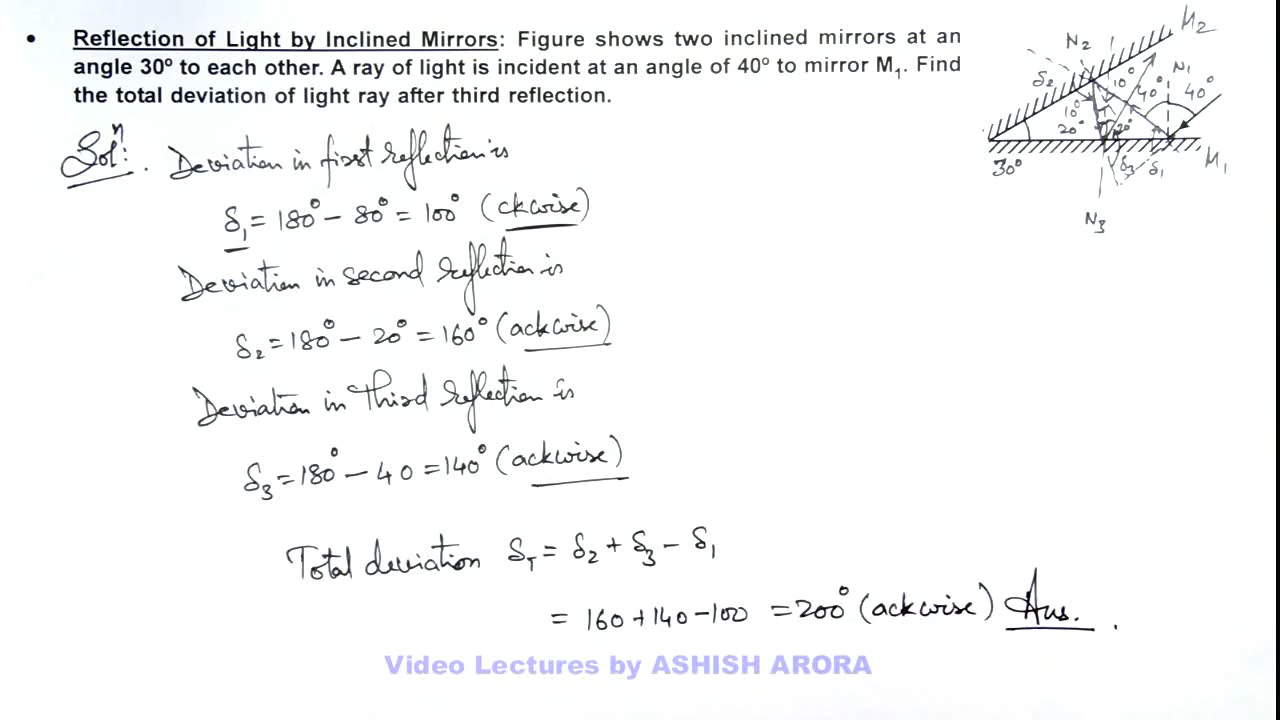 • Reflection of Light by Inclined Mirrors: Figure shows two inclined mirrors at an
angle 30º to each other. A ray of light is incident at an angle of 40º to mirror M₁. Find
the total deviation of light ray after third reflection.
Solⁿ: . Deviation in first reflection is
δ₁ = 180° − 80° = 100° (ckwise)
Deviation in second reflection is
δ₂ = 180° − 20° = 160° (ackwise)
Deviation in third reflection is
δ₃ = 180° − 40 = 140° (ackwise)
Total deviation δT = δ₂ + δ₃ − δ₁
= 160 + 140 − 100 = 200° (ackwise) Ans. .
M₂
N₂
N₁
δ₂
10°
40°
40°
10°
20°
20°
30°
δ₃
δ₁
M₁
N₃
Video Lectures by ASHISH ARORA